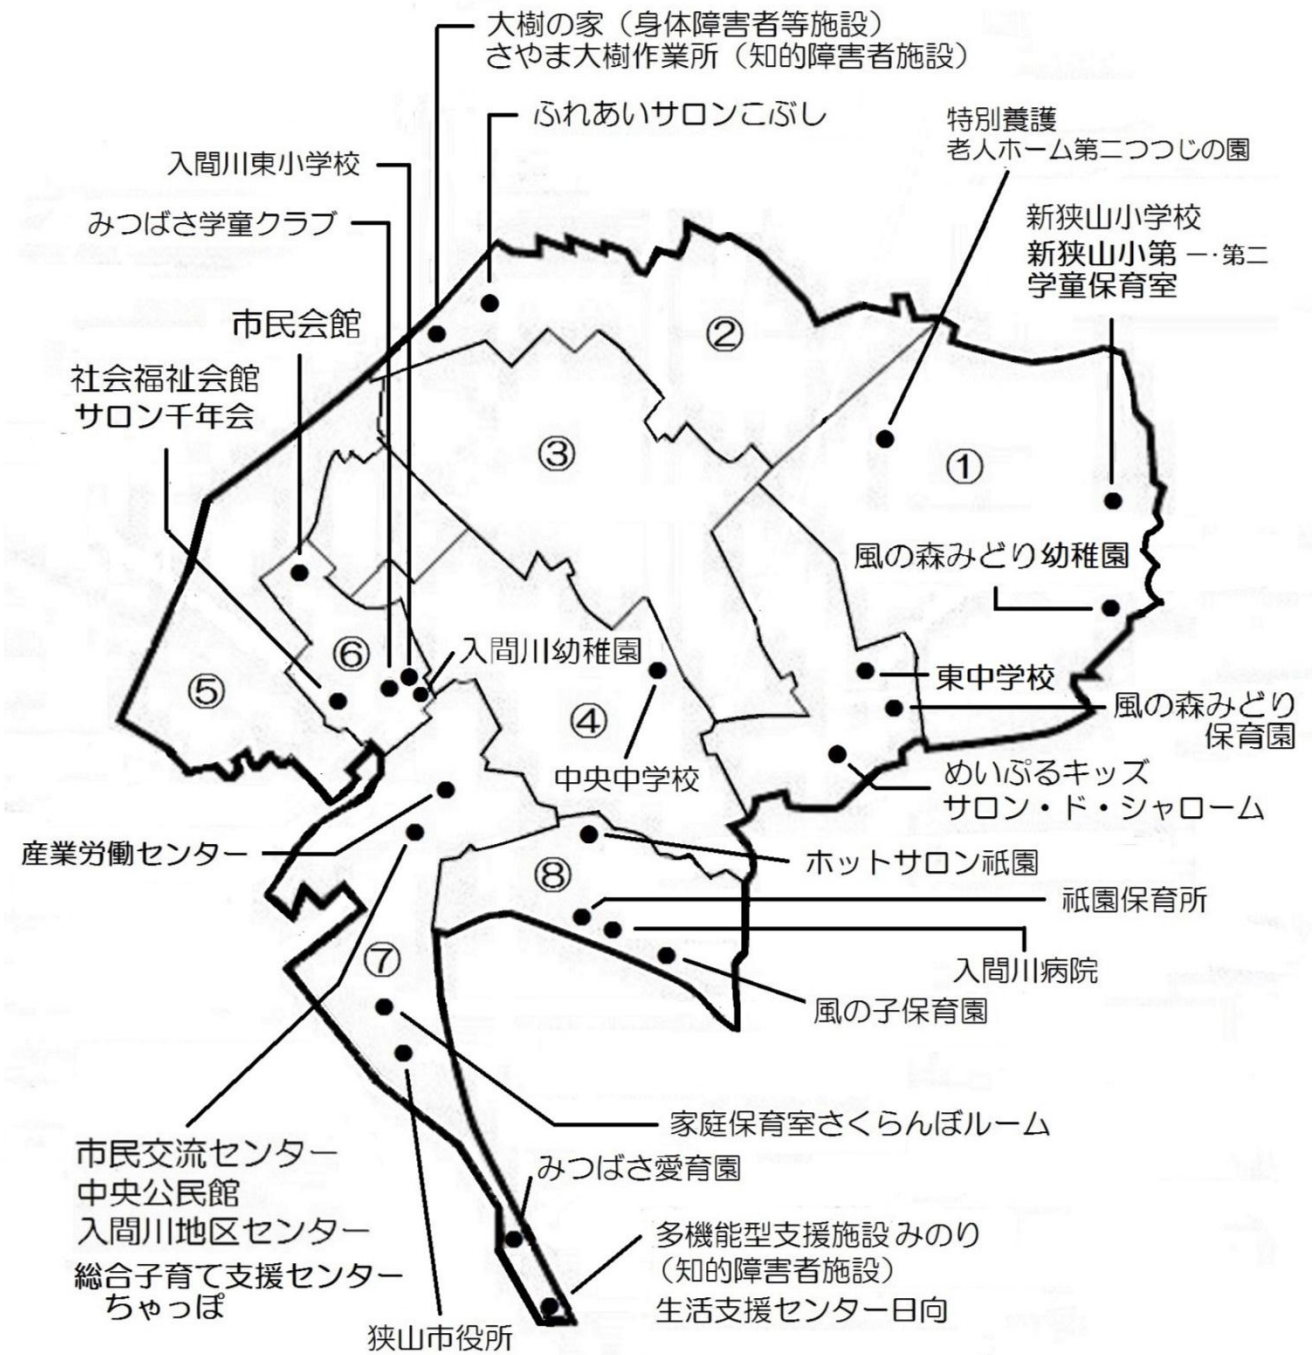 大樹の家（身体障害者等施設）
さやま大樹作業所（知的障害者施設）
ふれあいサロンこぶし
特別養護
老人ホーム第二つつじの園
入間川東小学校
みつばさ学童クラブ
新狭山小学校
新狭山小第一・第二
学童保育室
市民会館
②
社会福祉会館
サロン千年会
③
①
風の森みどり幼稚園
⑥
入間川幼稚園
⑤
④
東中学校
風の森みどり
保育園
中央中学校
めいぷるキッズ
サロン・ド・シャローム
産業労働センター
⑧
ホットサロン祇園
祇園保育所
⑦
入間川病院
風の子保育園
家庭保育室さくらんぼルーム
市民交流センター
中央公民館
入間川地区センター
総合子育て支援センター
ちゃっぽ
みつばさ愛育園
多機能型支援施設みのり
（知的障害者施設）
生活支援センター日向
狭山市役所